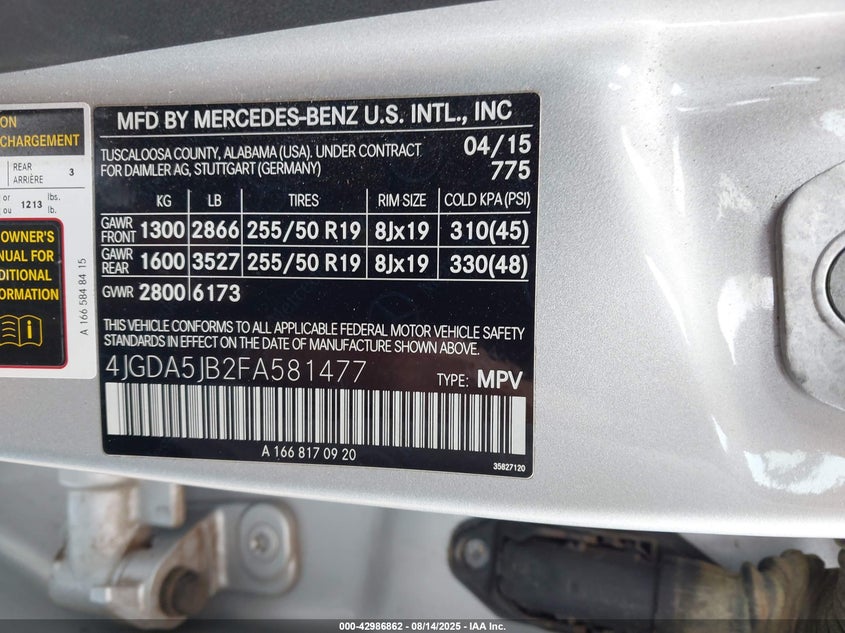 ON
CHARGEMENT
REAR
ARRIÈRE 3
or
ou 1213 lbs.
lb.
OWNER'S
NUAL FOR
DITIONAL
FORMATION
A 166 584 84 15
MFD BY MERCEDES-BENZ U.S. INTL., INC
TUSCALOOSA COUNTY, ALABAMA (USA). UNDER CONTRACT 04/15
FOR DAIMLER AG, STUTTGART (GERMANY) 775
KG LB TIRES RIM SIZE COLD KPA (PSI)
GAWR FRONT 1300 2866 255/50 R19 8Jx19 310(45)
GAWR REAR 1600 3527 255/50 R19 8Jx19 330(48)
GVWR 2800 6173
THIS VEHICLE CONFORMS TO ALL APPLICABLE FEDERAL MOTOR VEHICLE SAFETY
STANDARDS IN EFFECT ON THE DATE OF MANUFACTURE SHOWN ABOVE.
4JGDA5JB2FA581477 TYPE: MPV
A 166 817 09 20
35827120
000-42986862 - 08/14/2025 - IAA Inc.